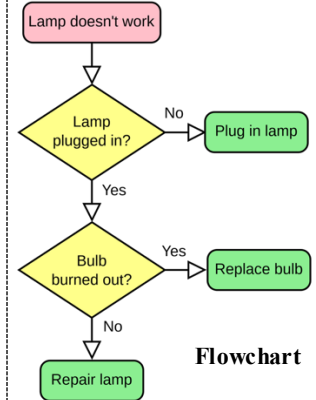 Lamp doesn't work
Lamp
plugged in?
No
Plug in lamp
Yes
Bulb
burned out?
Yes
Replace bulb
No
Repair lamp
Flowchart